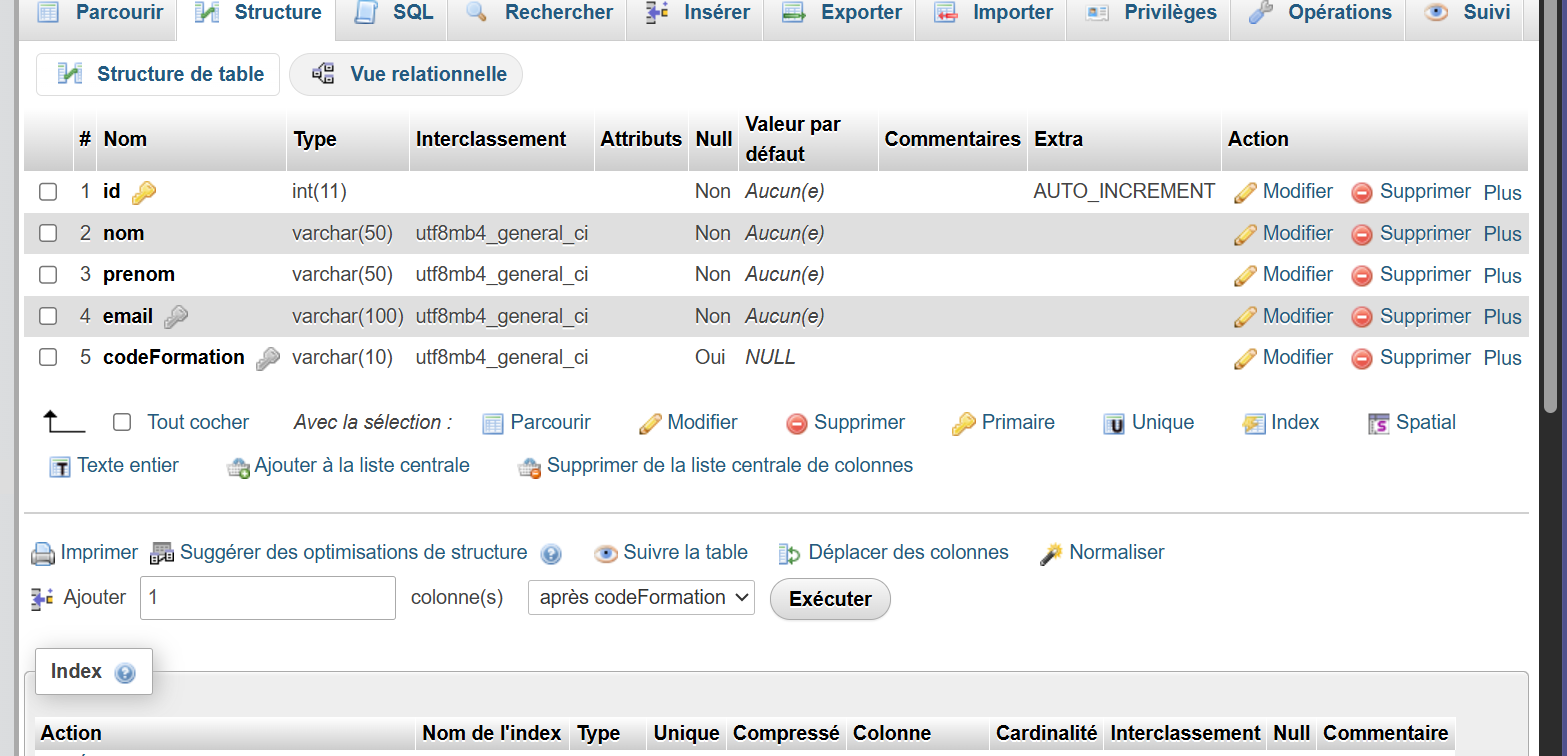 Parcourir Structure SQL Rechercher Insérer Exporter Importer Privilèges Opérations Suivi
Structure de table Vue relationnelle
# Nom Type Interclassement Attributs Null Valeur par défaut Commentaires Extra Action
1 id int(11) Non Aucun(e) AUTO_INCREMENT Modifier Supprimer Plus
2 nom varchar(50) utf8mb4_general_ci Non Aucun(e) Modifier Supprimer Plus
3 prenom varchar(50) utf8mb4_general_ci Non Aucun(e) Modifier Supprimer Plus
4 email varchar(100) utf8mb4_general_ci Non Aucun(e) Modifier Supprimer Plus
5 codeFormation varchar(10) utf8mb4_general_ci Oui NULL Modifier Supprimer Plus
Tout cocher Avec la sélection : Parcourir Modifier Supprimer Primaire Unique Index Spatial
Texte entier Ajouter à la liste centrale Supprimer de la liste centrale de colonnes
Imprimer Suggérer des optimisations de structure Suivre la table Déplacer des colonnes Normaliser
Ajouter 1 colonne(s) après codeFormation Exécuter
Index
Action Nom de l'index Type Unique Compressé Colonne Cardinalité Interclassement Null Commentaire